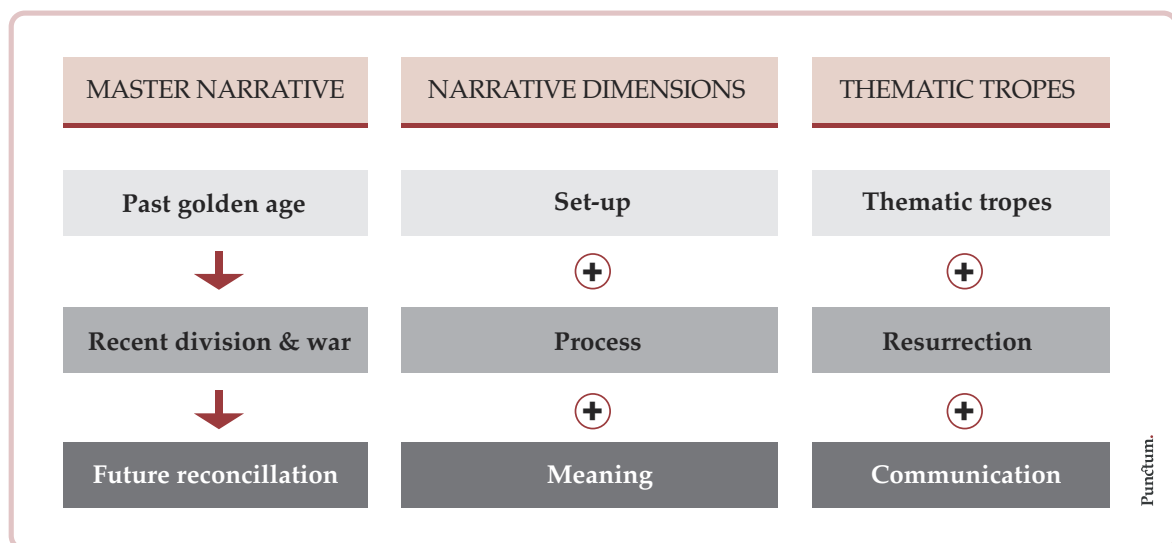 MASTER NARRATIVE
NARRATIVE DIMENSIONS
THEMATIC TROPES
Past golden age
Set-up
Thematic tropes
Recent division & war
Process
Resurrection
Future reconcillation
Meaning
Communication
Punctum.